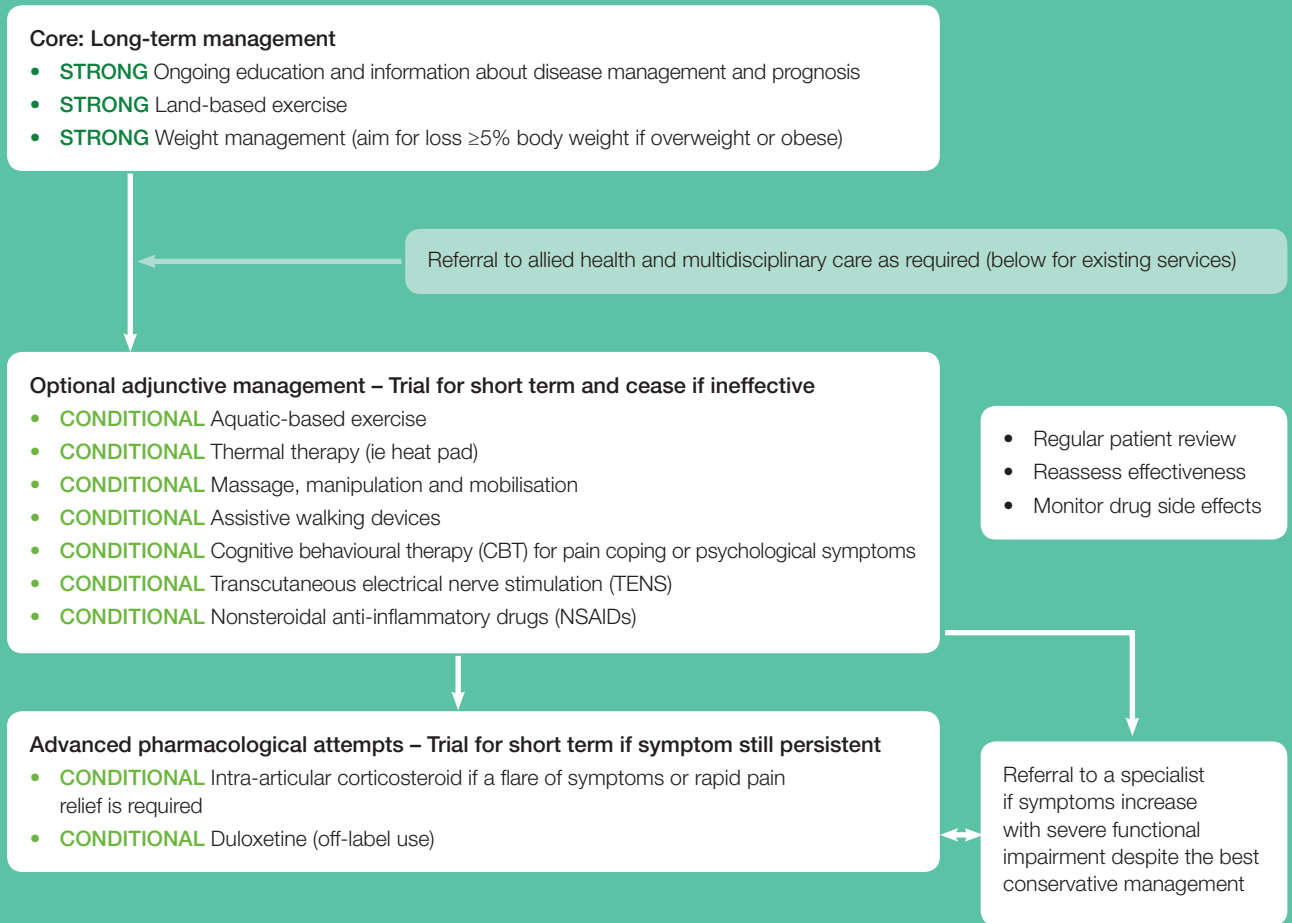 Core: Long-term management
• STRONG Ongoing education and information about disease management and prognosis
• STRONG Land-based exercise
• STRONG Weight management (aim for loss ≥5% body weight if overweight or obese)
Referral to allied health and multidisciplinary care as required (below for existing services)
Optional adjunctive management – Trial for short term and cease if ineffective
• CONDITIONAL Aquatic-based exercise
• CONDITIONAL Thermal therapy (ie heat pad)
• CONDITIONAL Massage, manipulation and mobilisation
• CONDITIONAL Assistive walking devices
• CONDITIONAL Cognitive behavioural therapy (CBT) for pain coping or psychological symptoms
• CONDITIONAL Transcutaneous electrical nerve stimulation (TENS)
• CONDITIONAL Nonsteroidal anti-inflammatory drugs (NSAIDs)
• Regular patient review
• Reassess effectiveness
• Monitor drug side effects
Advanced pharmacological attempts – Trial for short term if symptom still persistent
• CONDITIONAL Intra-articular corticosteroid if a flare of symptoms or rapid pain
relief is required
• CONDITIONAL Duloxetine (off-label use)
Referral to a specialist
if symptoms increase
with severe functional
impairment despite the best
conservative management